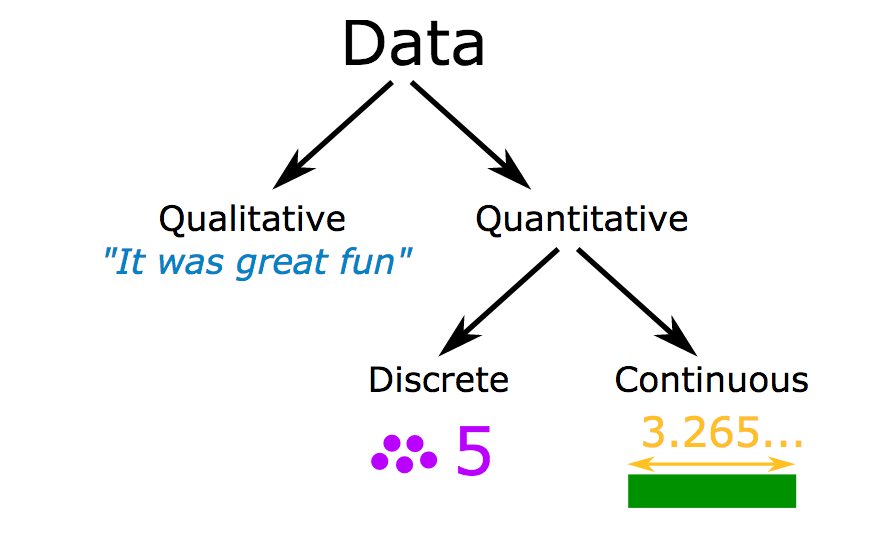 Data
Qualitative
"It was great fun"
Quantitative
Discrete
5
Continuous
3.265...